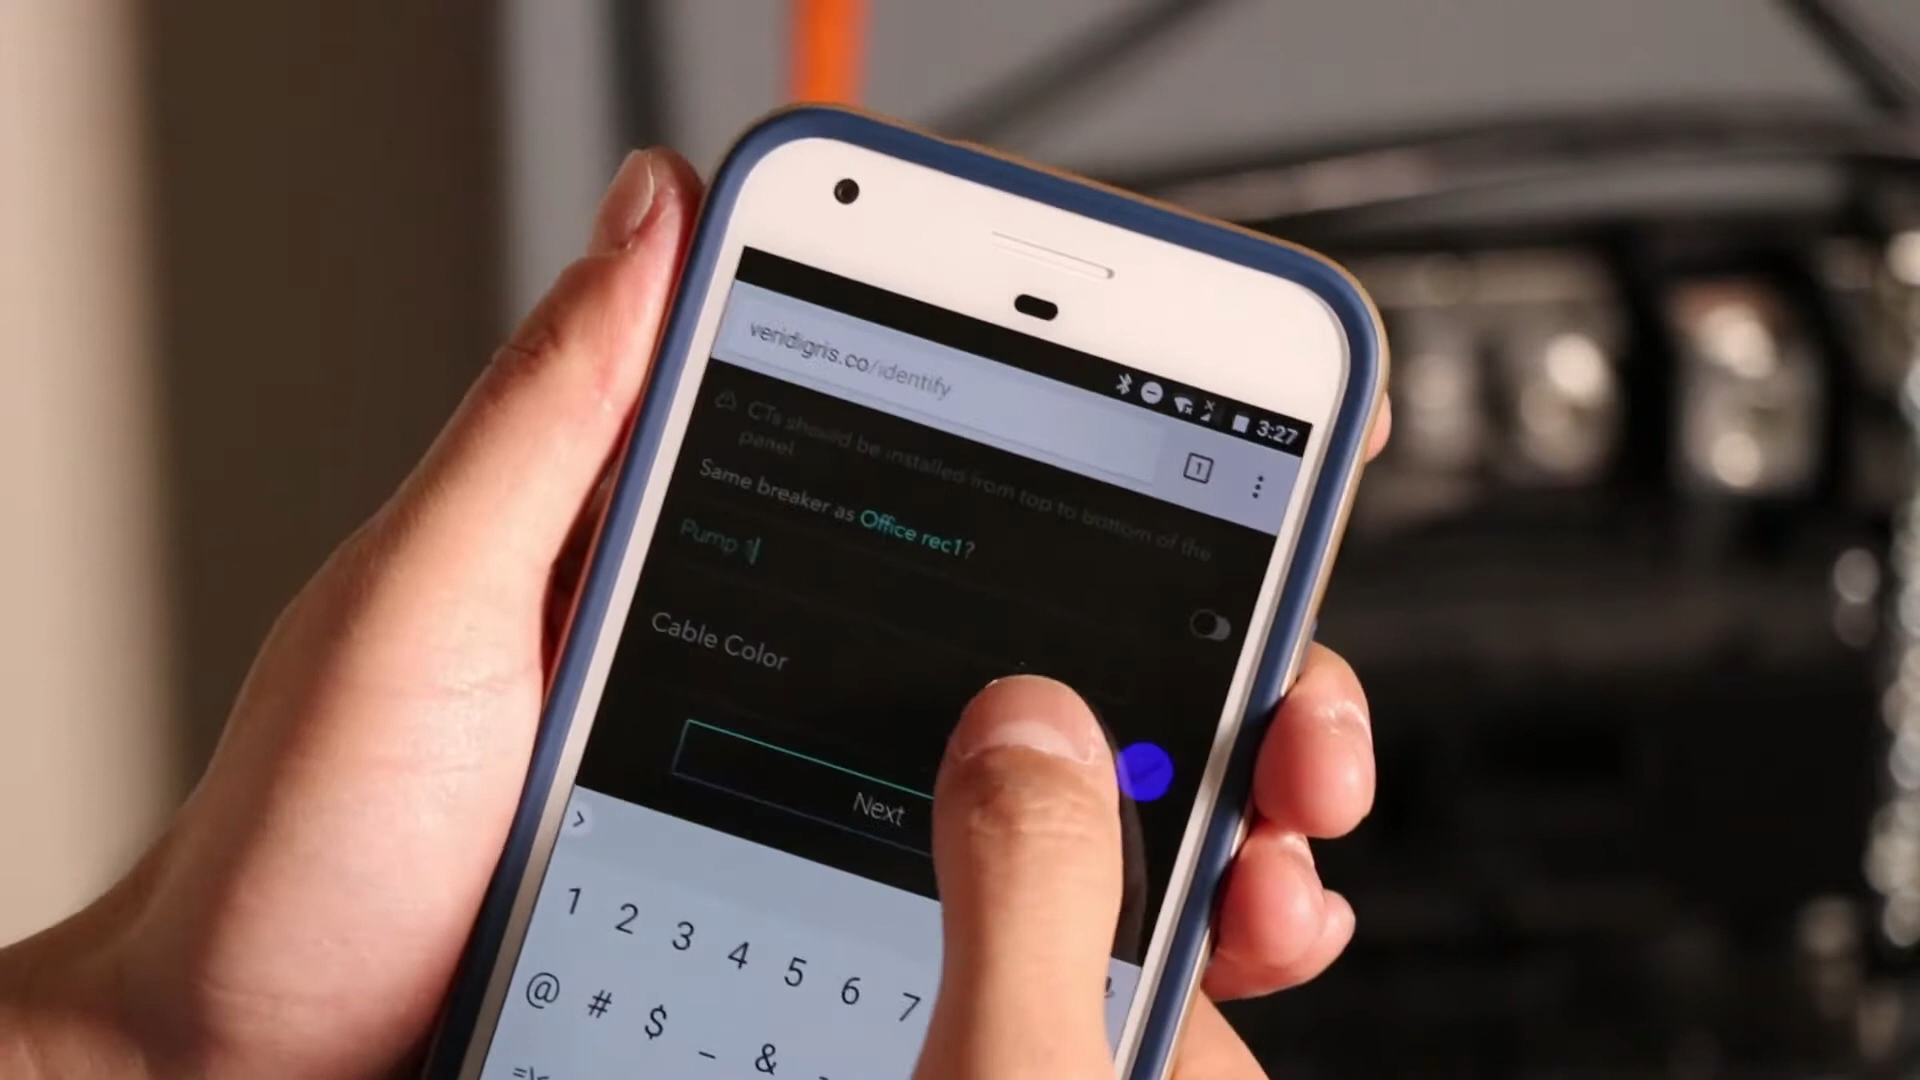 veridigris.co/identify
3:27
1
CTs should be installed from top to bottom of the
panel
Same breaker as Office rec1?
Pump 1
Cable Color
Next
1 2 3 4 5 6 7
@ # $ _ &